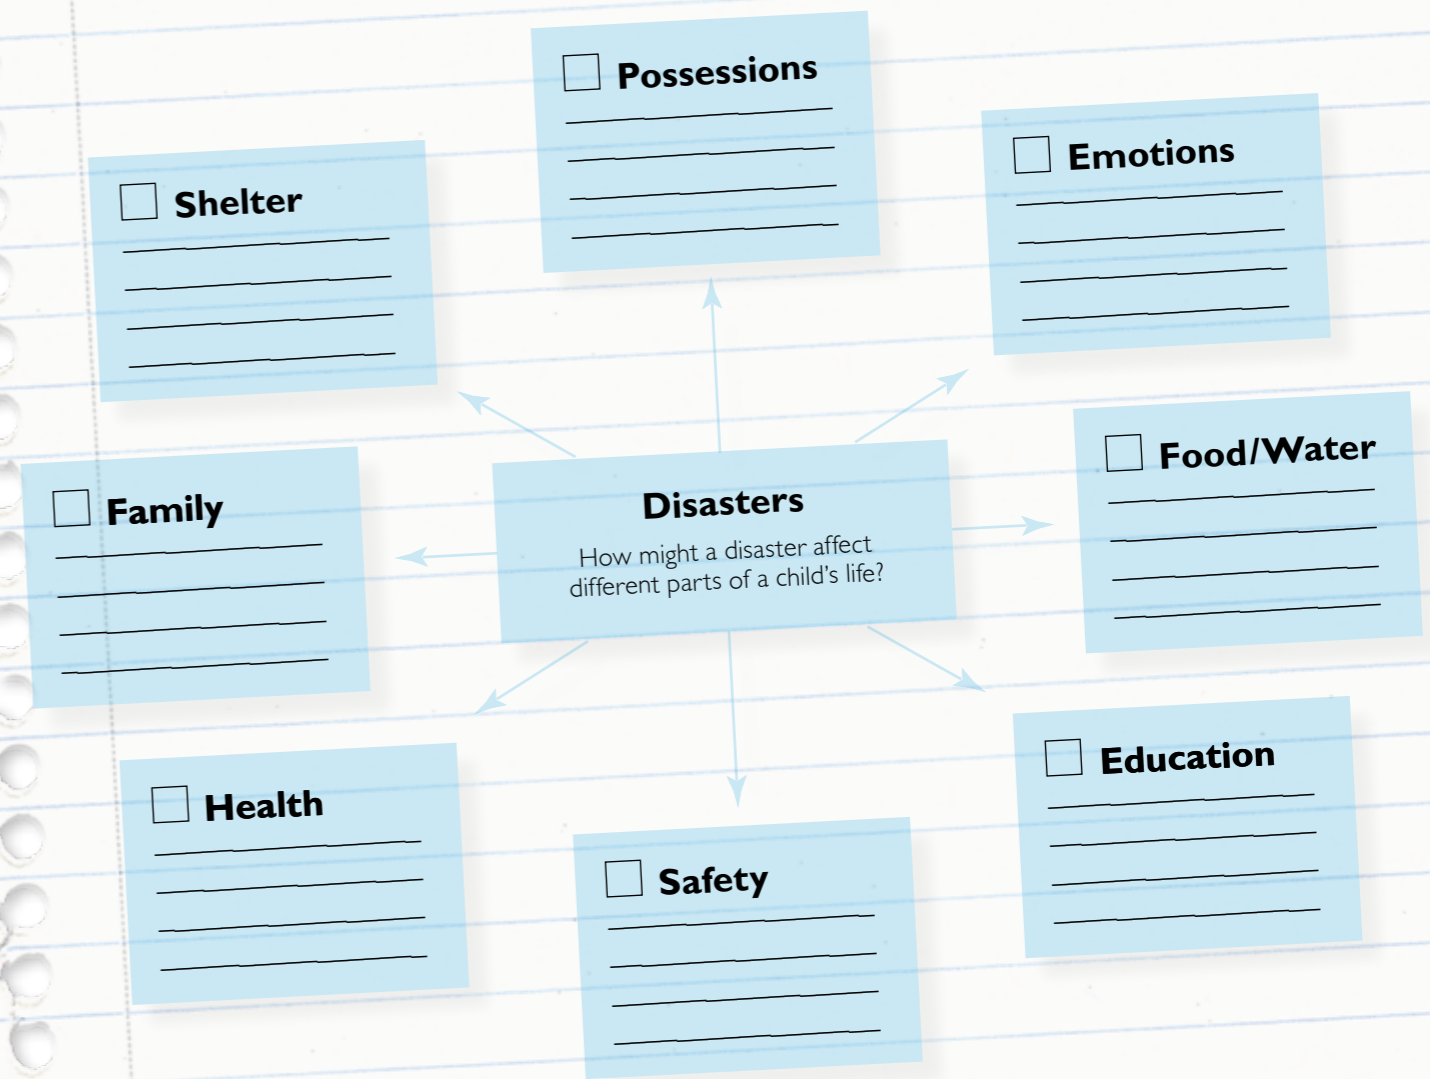 Possessions
Emotions
Shelter
Food/Water
Disasters
How might a disaster affect
different parts of a child's life?
Family
Education
Health
Safety